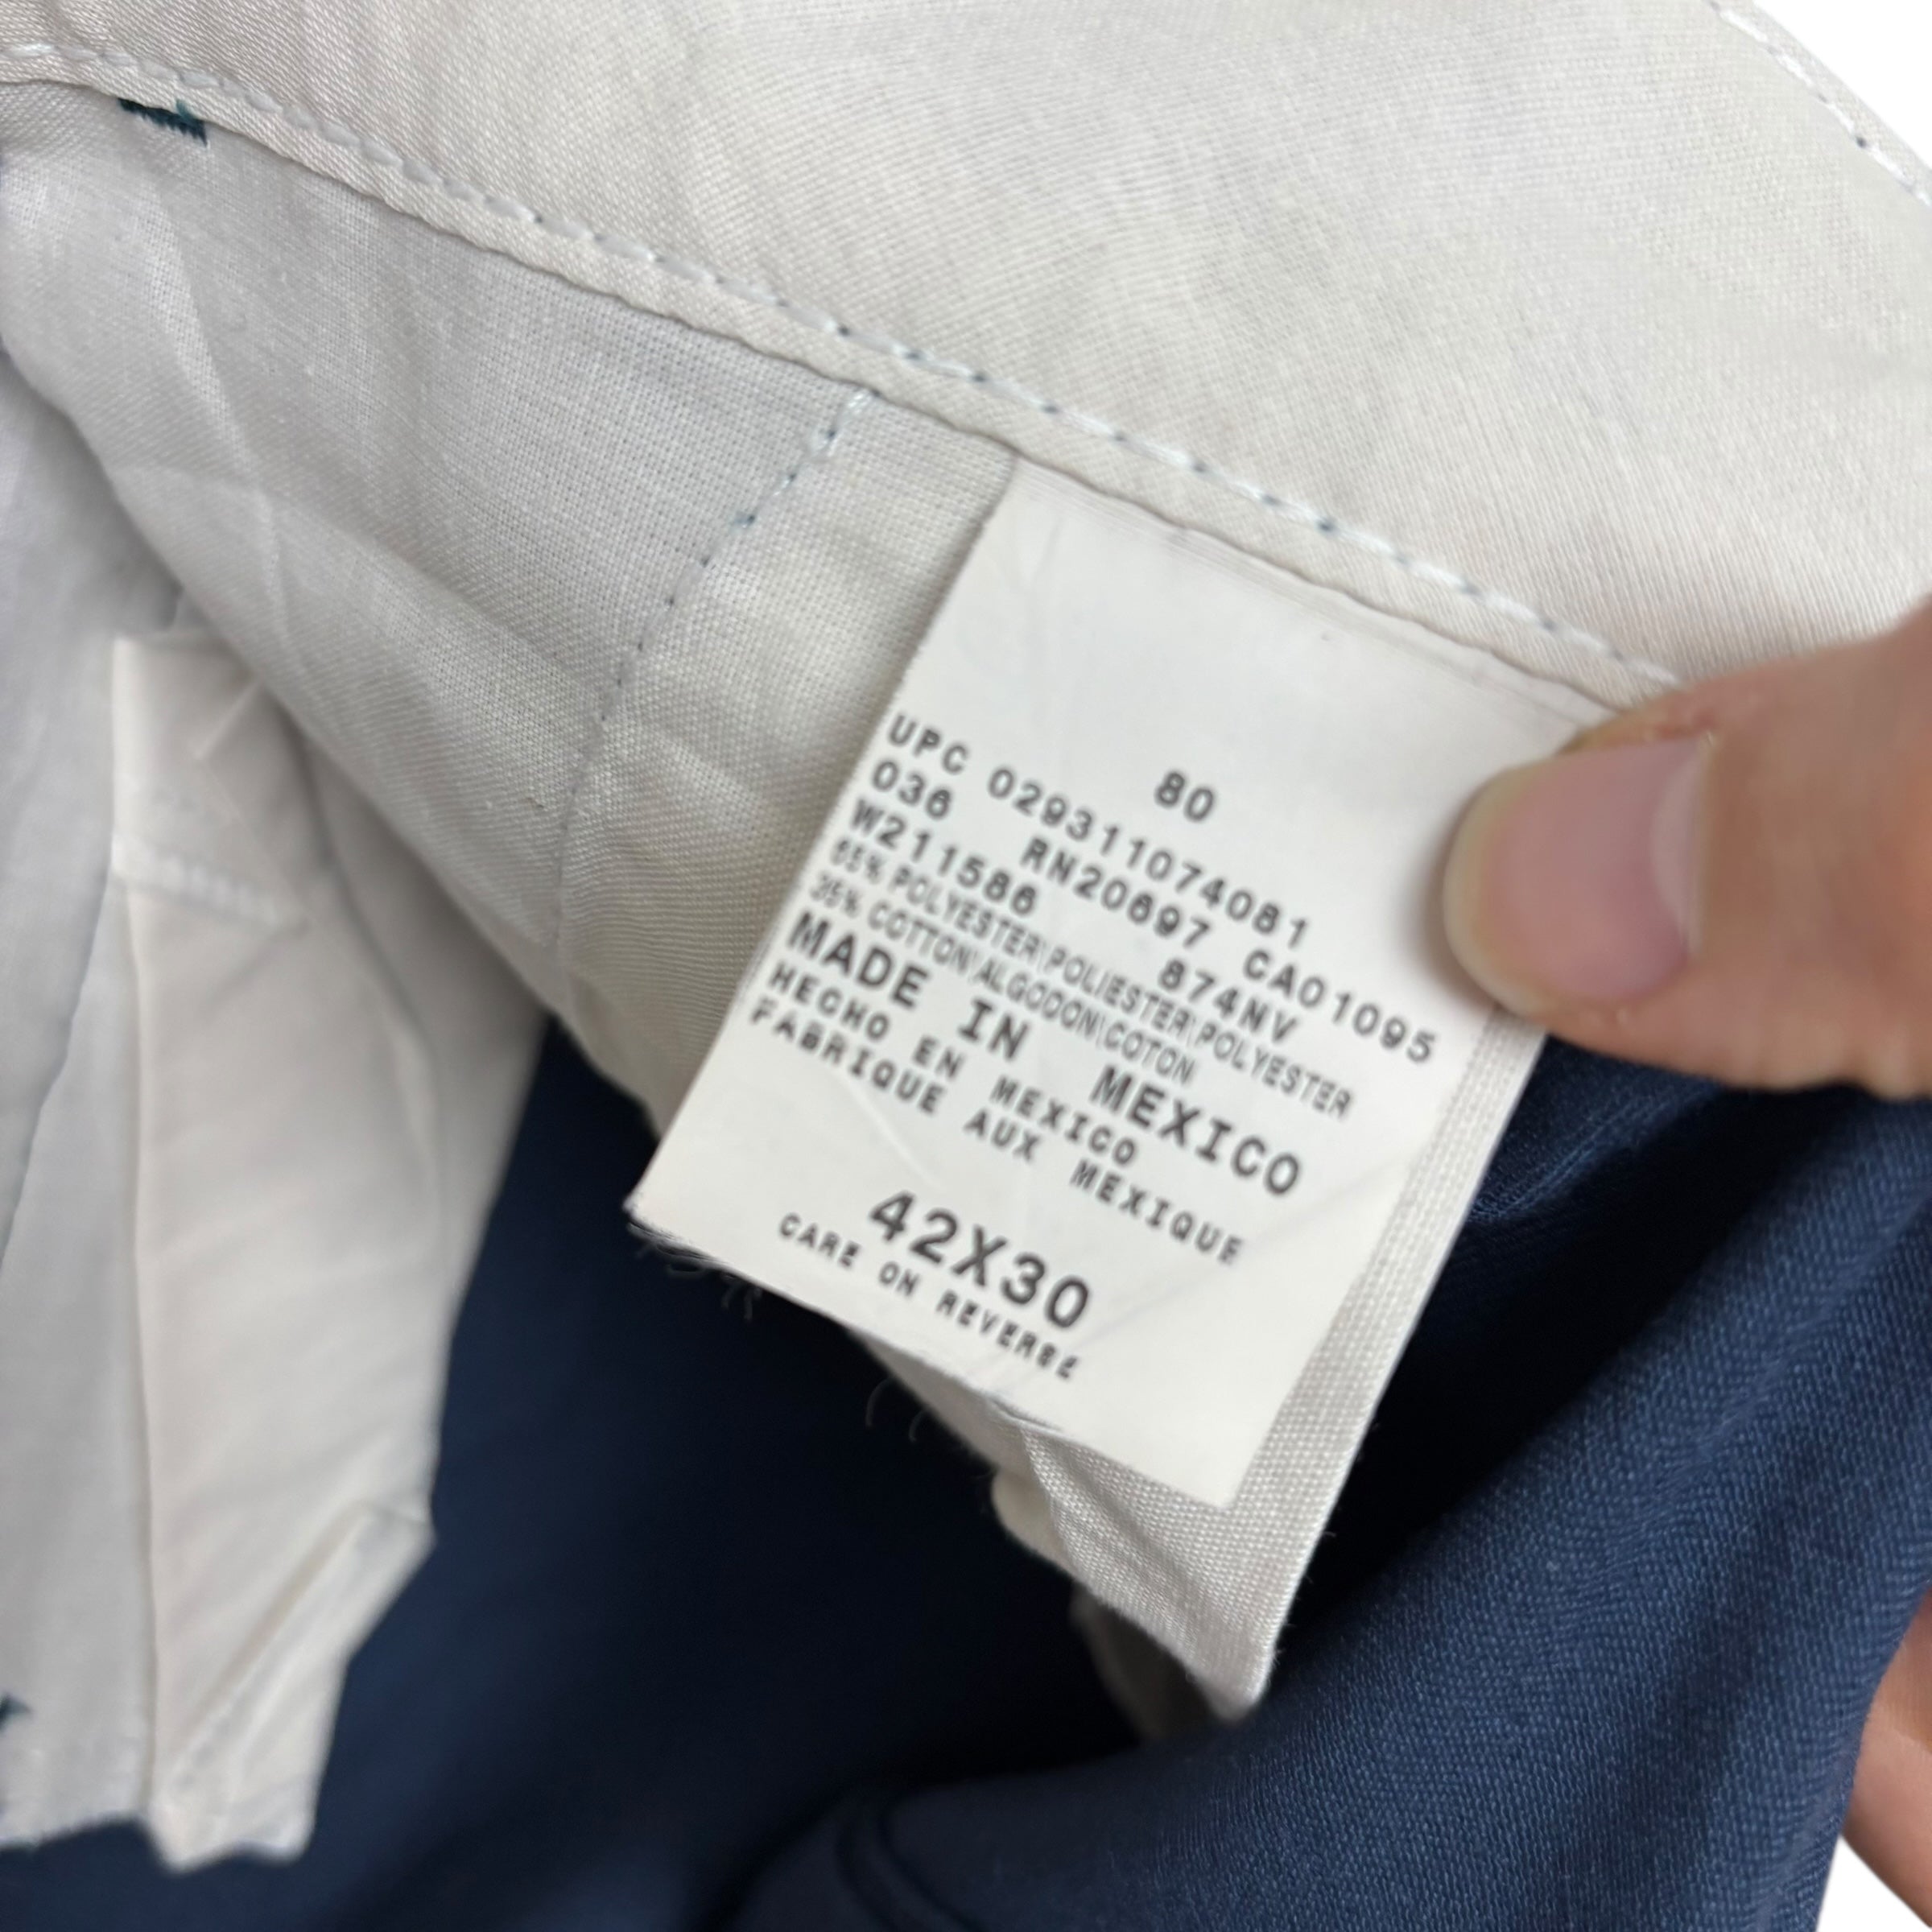 80
UPC 029311074081
036 RN20697 CA01095
W211586 874NV
65% POLYESTER\POLIESTER\POLYESTER
35% COTTON\ALGODON\COTON
MADE IN MEXICO
HECHO EN MEXICO
FABRIQUE AUX MEXIQUE
42X30
CARE ON REVERSE